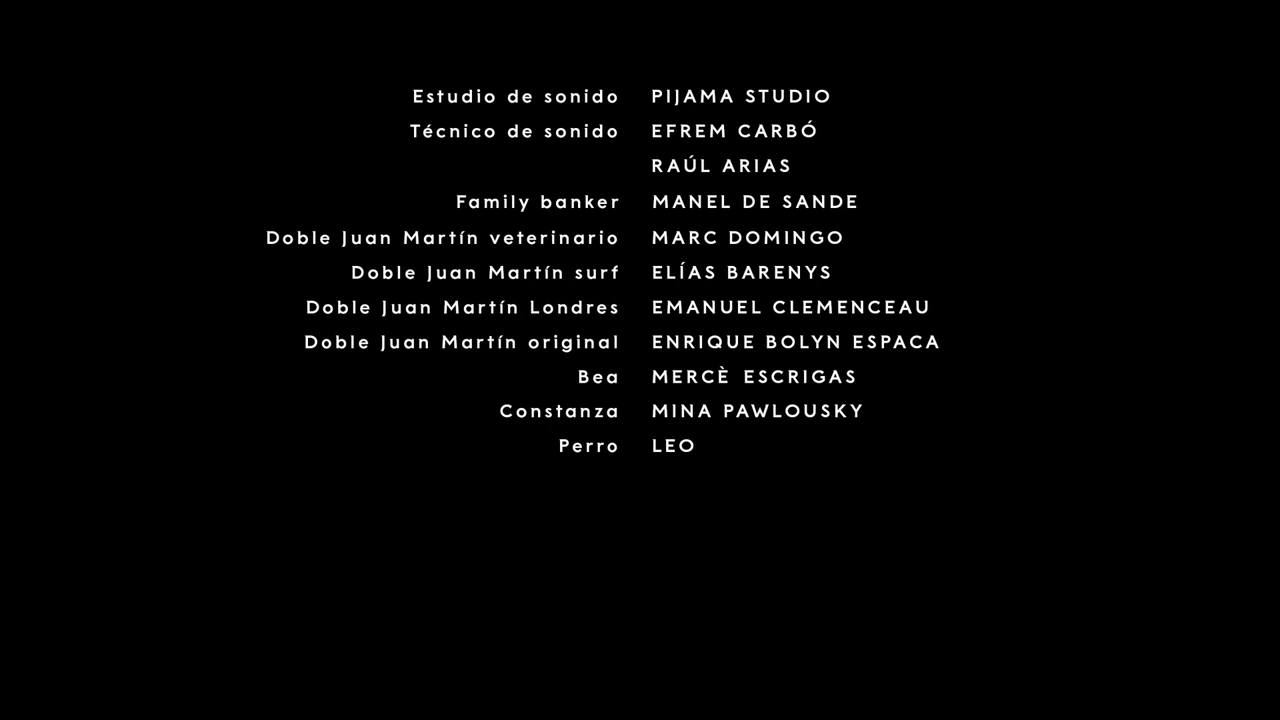 Estudio de sonido PIJAMA STUDIO
Técnico de sonido EFREM CARBÓ
RAÚL ARIAS
Family banker MANEL DE SANDE
Doble Juan Martín veterinario MARC DOMINGO
Doble Juan Martín surf ELÍAS BARENYS
Doble Juan Martín Londres EMANUEL CLEMENCEAU
Doble Juan Martín original ENRIQUE BOLYN ESPACA
Bea MERCÈ ESCRIGAS
Constanza MINA PAWLOUSKY
Perro LEO